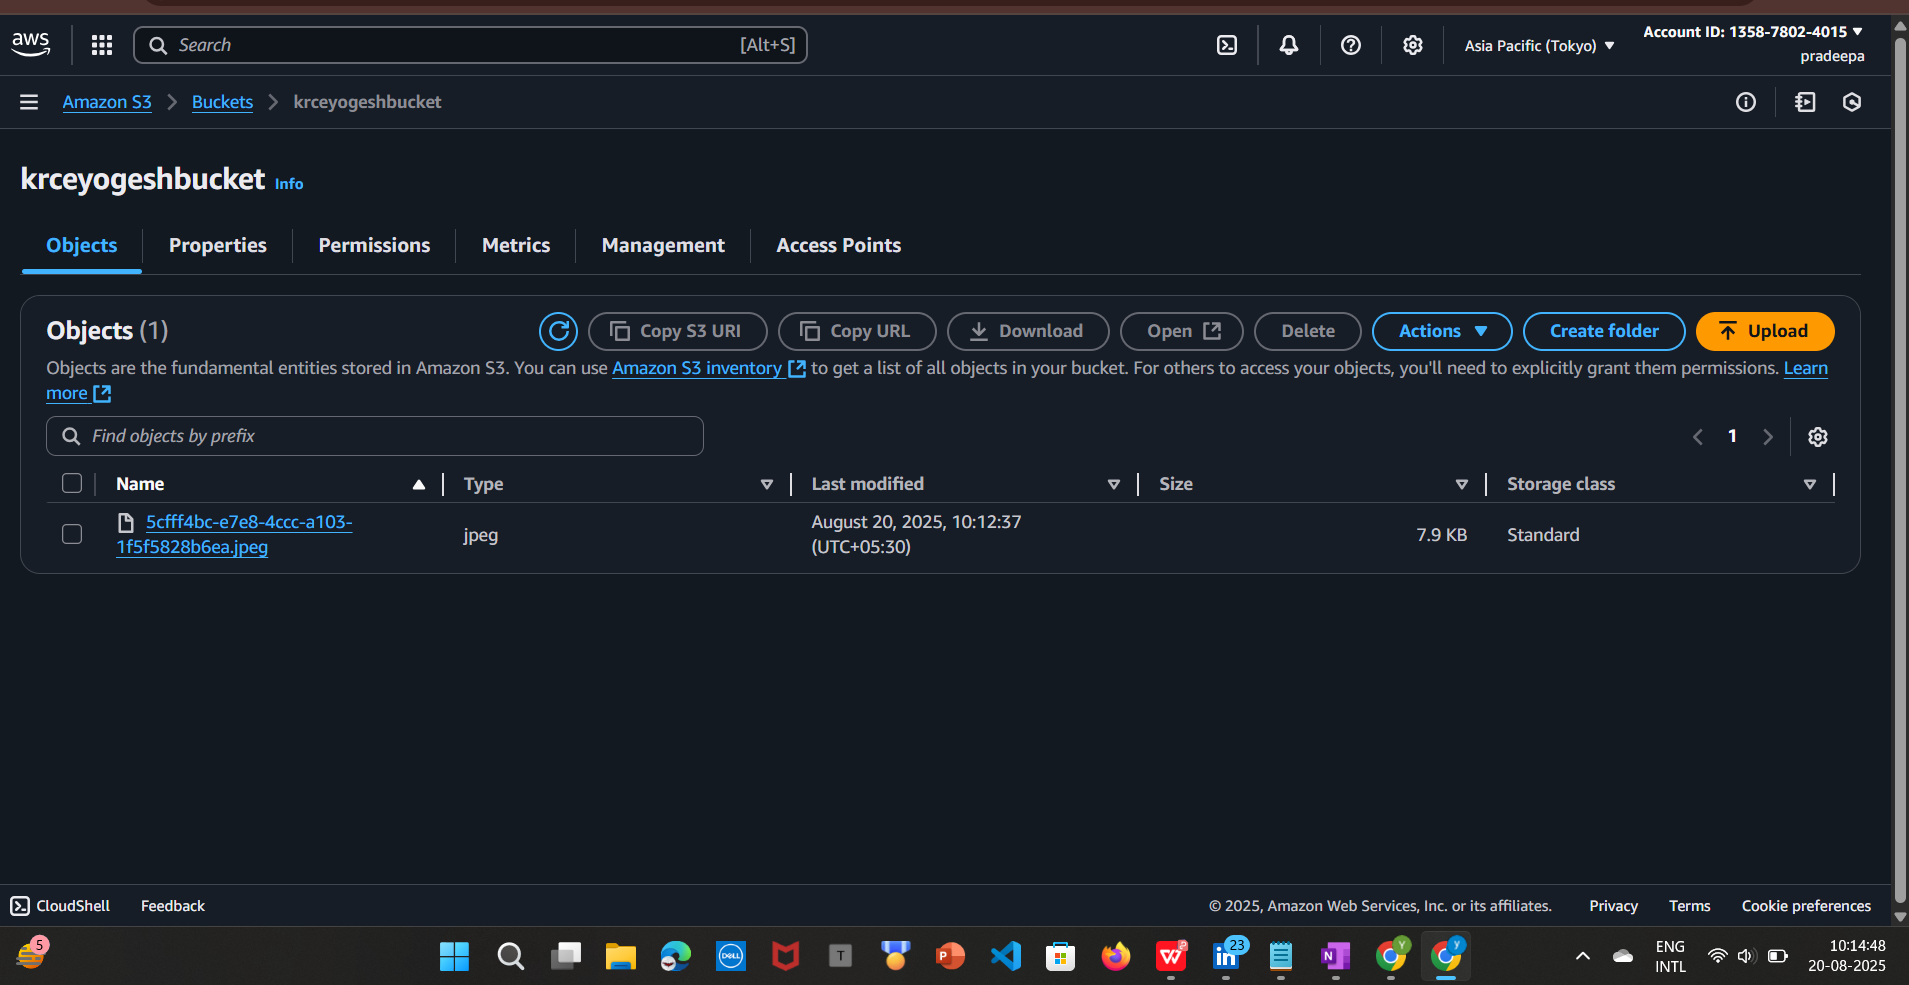 aws
Search
[Alt+S]
Asia Pacific (Tokyo)
Account ID: 1358-7802-4015
pradeepa
Amazon S3
Buckets
krceyogeshbucket
krceyogeshbucket
Info
Objects
Properties
Permissions
Metrics
Management
Access Points
Objects (1)
Copy S3 URI
Copy URL
Download
Open
Delete
Actions
Create folder
Upload
Objects are the fundamental entities stored in Amazon S3. You can use Amazon S3 inventory to get a list of all objects in your bucket. For others to access your objects, you'll need to explicitly grant them permissions. Learn
more
Find objects by prefix
1
Name
Type
Last modified
Size
Storage class
5cfff4bc-e7e8-4ccc-a103-
1f5f5828b6ea.jpeg
jpeg
August 20, 2025, 10:12:37
(UTC+05:30)
7.9 KB
Standard
CloudShell
Feedback
© 2025, Amazon Web Services, Inc. or its affiliates.
Privacy
Terms
Cookie preferences
5
DELL
T
P
W
in
23
N
Y
y
ENG
INTL
10:14:48
20-08-2025